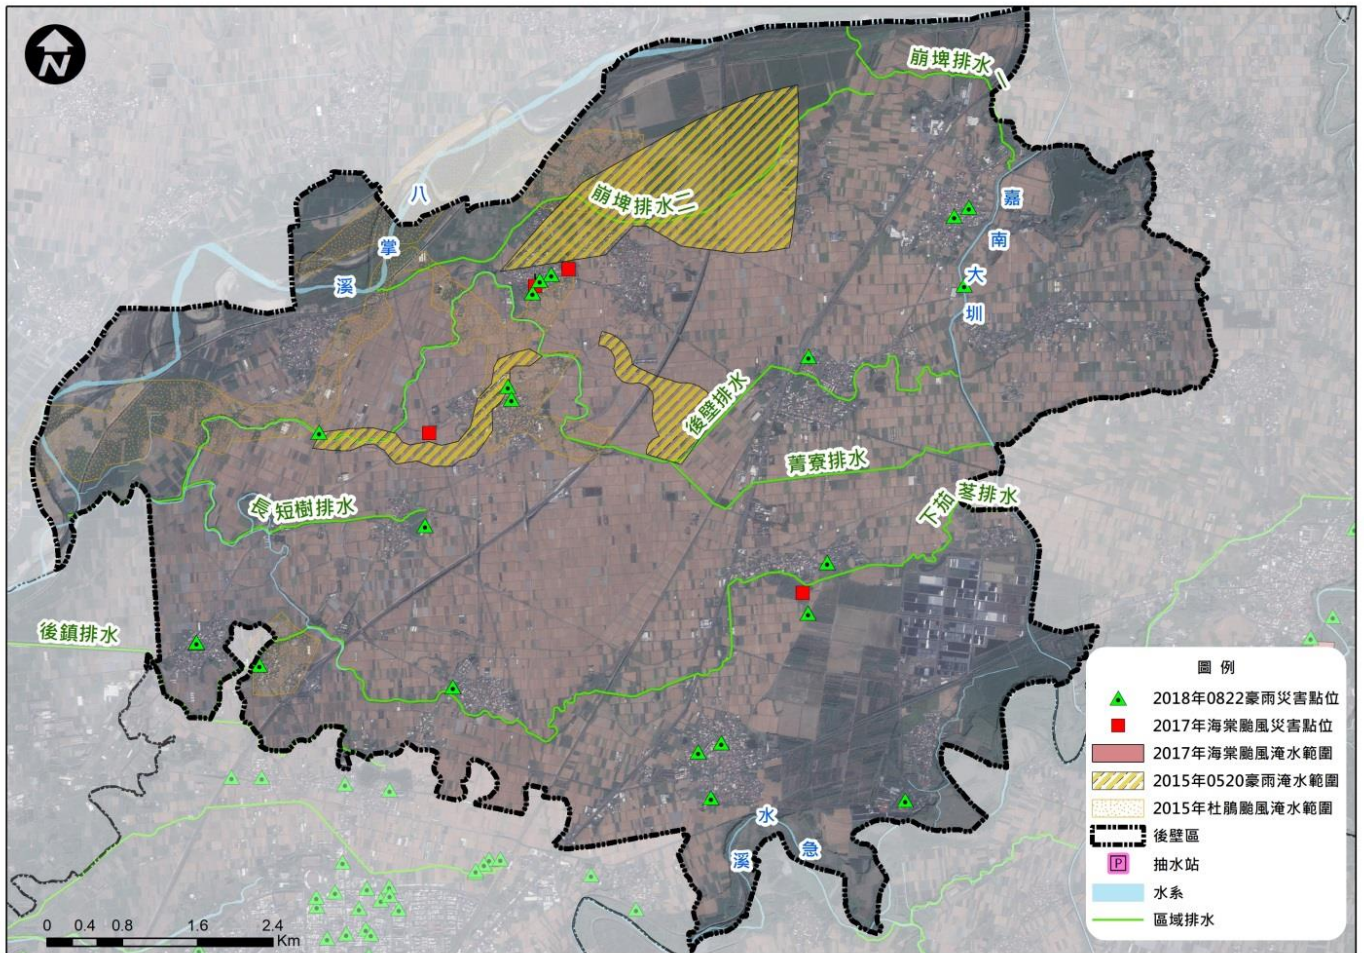 N
崩埤排水一
崩埤排水二
八
掌
溪
嘉
南
大
圳
後壁排水
菁寮排水
長短樹排水
下茄苳排水
後鎮排水
急
水
溪
圖 例
2018年0822豪雨災害點位
2017年海棠颱風災害點位
2017年海棠颱風淹水範圍
2015年0520豪雨淹水範圍
2015年杜鵑颱風淹水範圍
後壁區
P 抽水站
水系
區域排水
0 0.4 0.8 1.6 2.4
Km